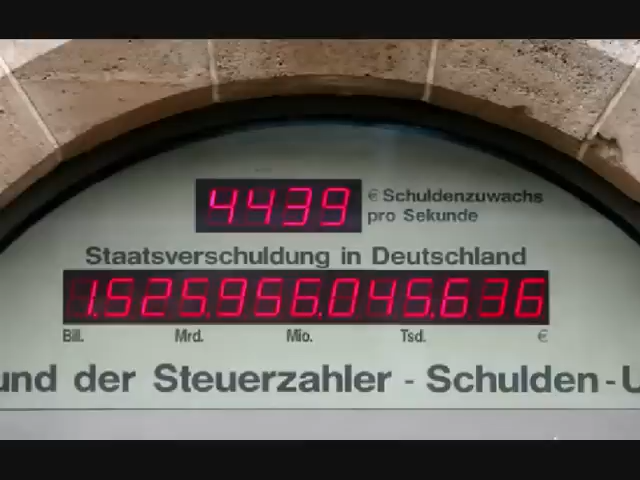 4439 € Schuldenzuwachs
pro Sekunde
Staatsverschuldung in Deutschland
1.525.956.045.636
Bill. Mrd. Mio. Tsd. €
und der Steuerzahler - Schulden-U